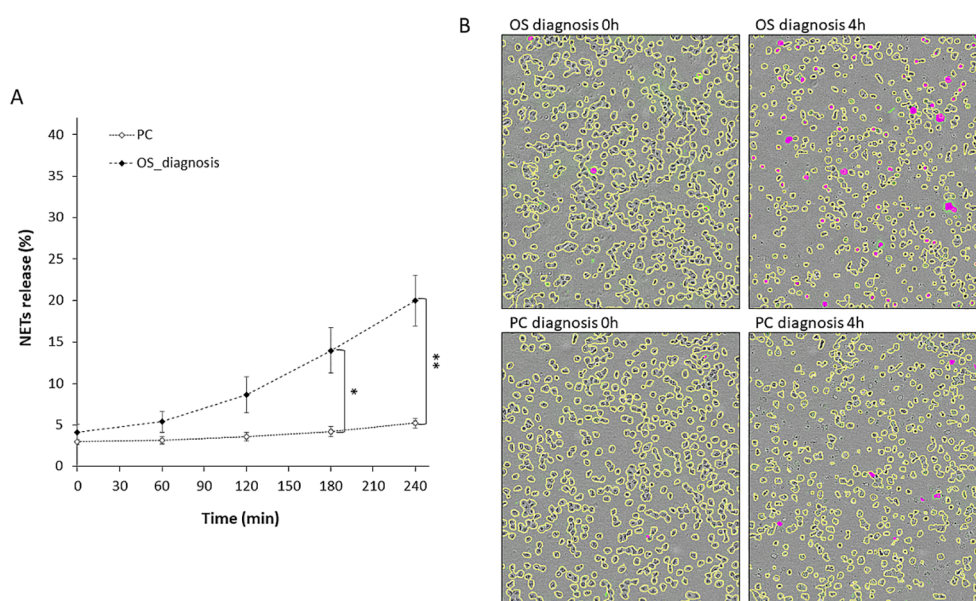 A
PC
OS_diagnosis
NETs release (%)
40
35
30
25
20
15
10
5
0
0 30 60 90 120 150 180 210 240
Time (min)
*
**
B
OS diagnosis 0h
OS diagnosis 4h
PC diagnosis 0h
PC diagnosis 4h